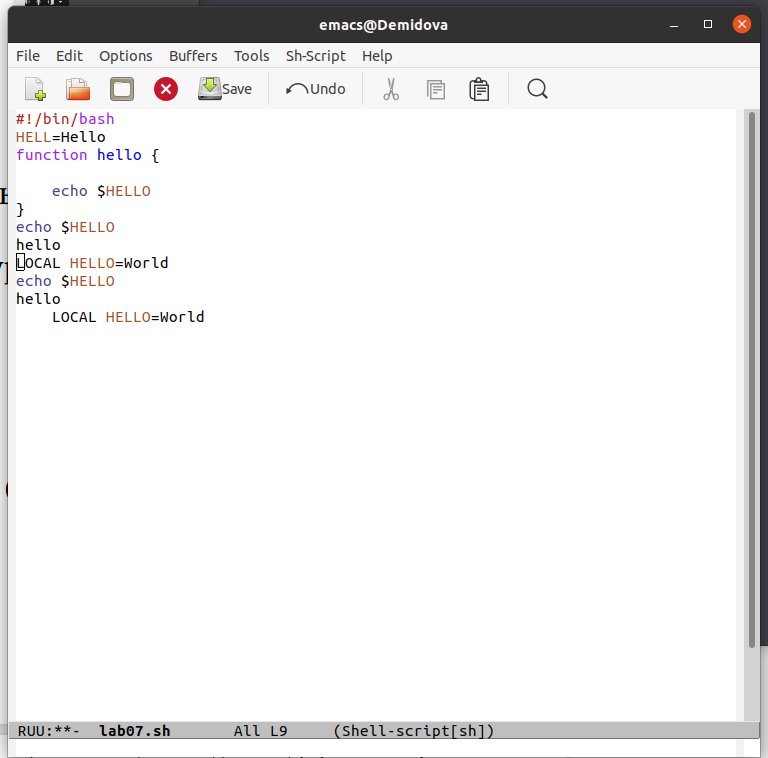 emacs@Demidova
File Edit Options Buffers Tools Sh-Script Help
Save Undo
#!/bin/bash
HELL=Hello
function hello {
    echo $HELLO
}
echo $HELLO
hello
LOCAL HELLO=World
echo $HELLO
hello
    LOCAL HELLO=World
RUU:**-  lab07.sh       All L9     (Shell-script[sh])